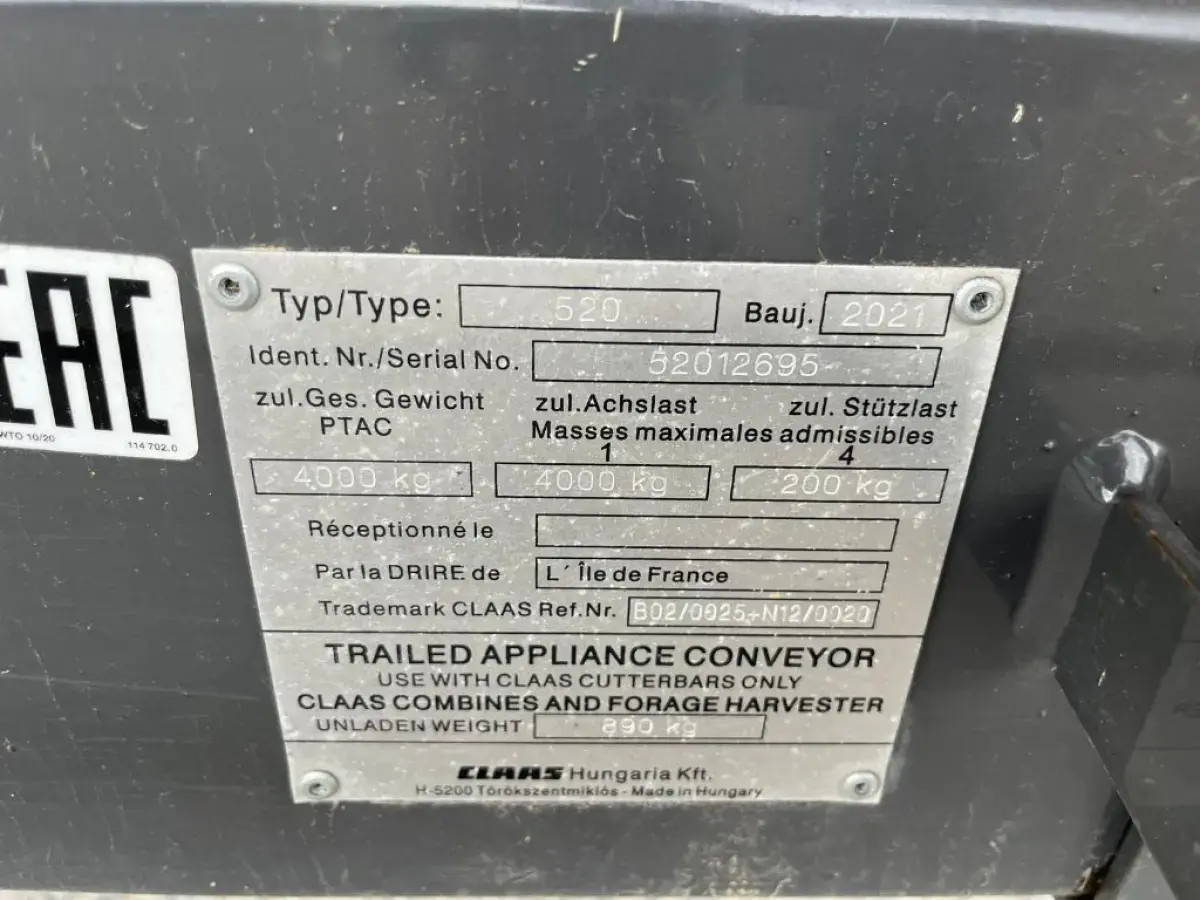 EAC
WTO 10/20
114 702.0
Typ/Type: 520 Bauj. 2021
Ident. Nr./Serial No. 52012695
zul.Ges. Gewicht zul.Achslast zul. Stützlast
PTAC Masses maximales admissibles
1 4
4000 kg 4000 kg 200 kg
Réceptionné le
Par la DRIRE de L´ Île de France
Trademark CLAAS Ref.Nr. B02/0025+N12/0020
TRAILED APPLIANCE CONVEYOR
USE WITH CLAAS CUTTERBARS ONLY
CLAAS COMBINES AND FORAGE HARVESTER
UNLADEN WEIGHT 890 kg
CLAAS Hungaria Kft.
H-5200 Törökszentmiklós - Made in Hungary